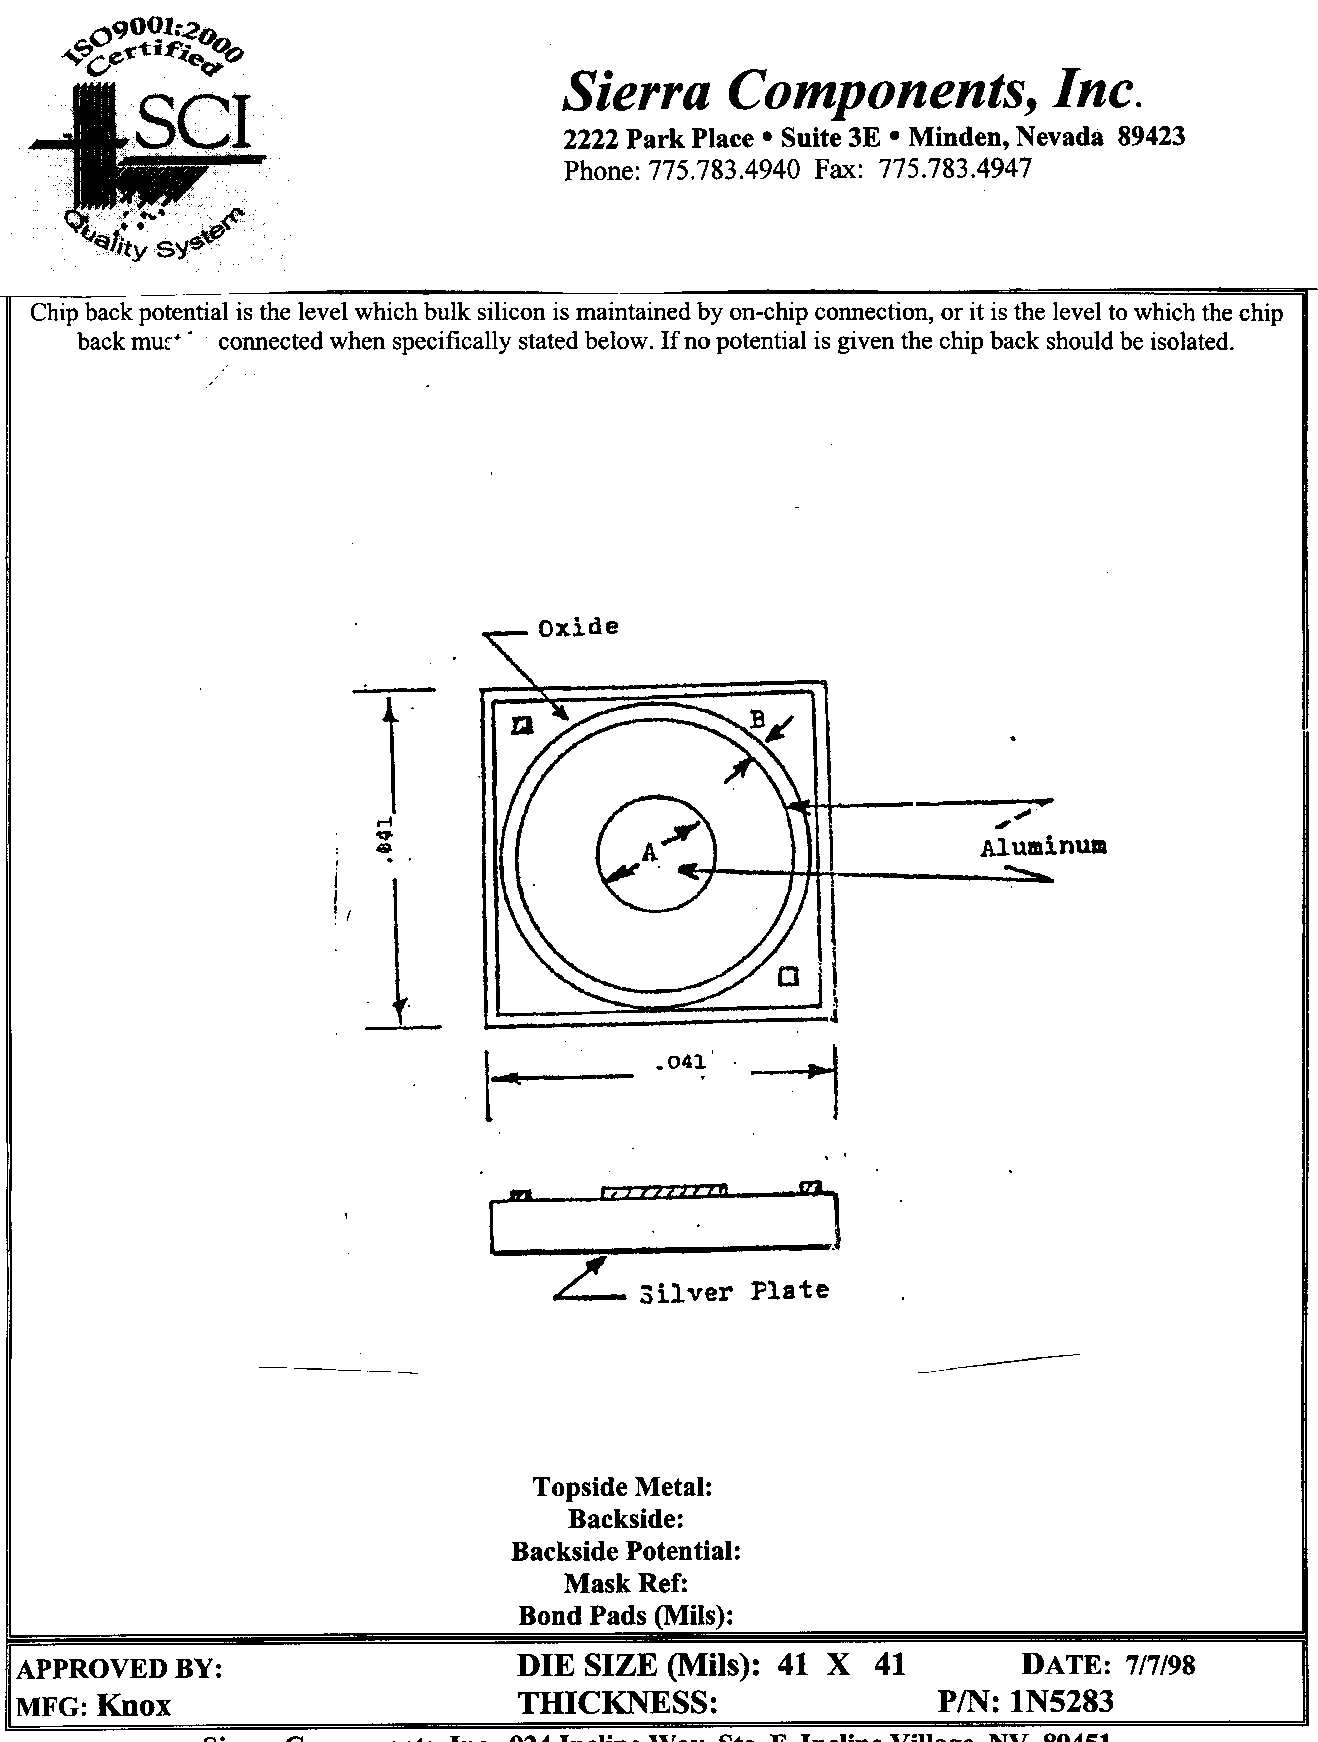 ISO9001:2000
Certified
SCI
Quality System
Sierra Components, Inc.
2222 Park Place • Suite 3E • Minden, Nevada 89423
Phone: 775.783.4940 Fax: 775.783.4947
Chip back potential is the level which bulk silicon is maintained by on-chip connection, or it is the level to which the chip
back connected when specifically stated below. If no potential is given the chip back should be isolated.
Oxide
B
.041
A
Aluminum
.041
Silver Plate
Topside Metal:
Backside:
Backside Potential:
Mask Ref:
Bond Pads (Mils):
APPROVED BY:
DIE SIZE (Mils): 41 X 41
DATE: 7/7/98
MFG: Knox
THICKNESS:
P/N: 1N5283